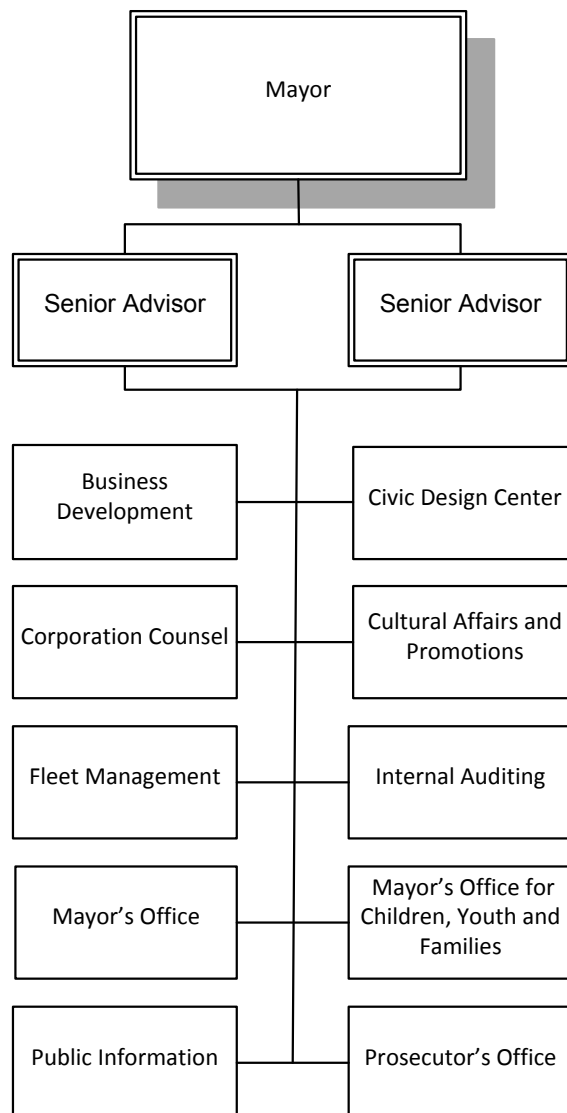 Mayor
Senior Advisor
Senior Advisor
Business
Development
Civic Design Center
Corporation Counsel
Cultural Affairs and
Promotions
Fleet Management
Internal Auditing
Mayor’s Office
Mayor’s Office for
Children, Youth and
Families
Public Information
Prosecutor’s Office